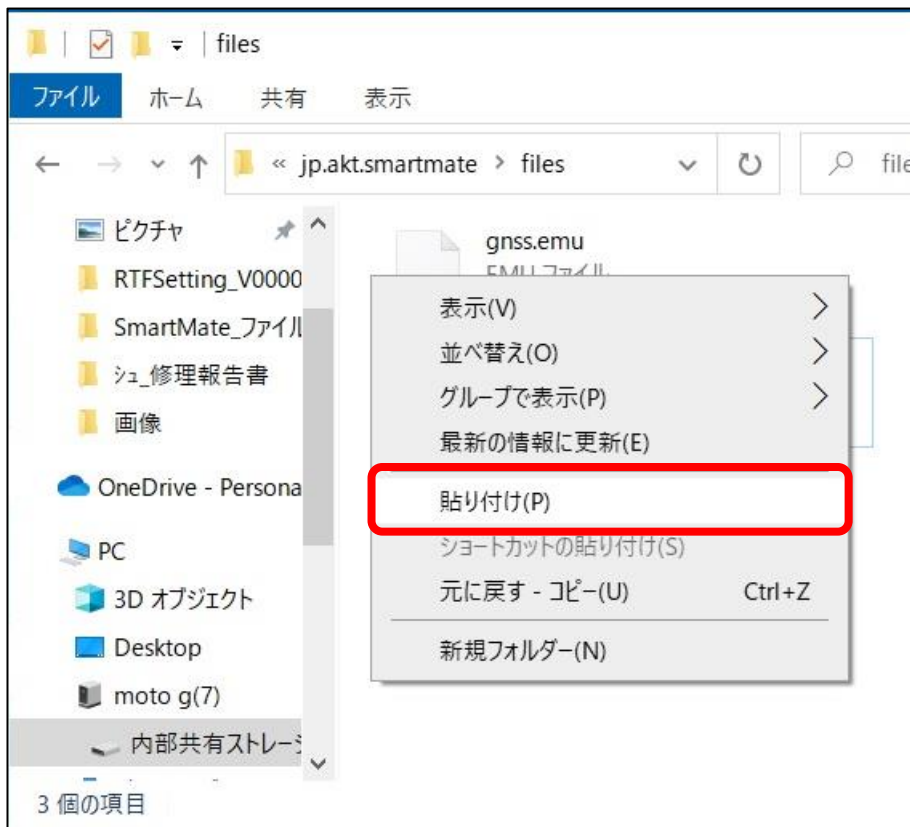 files
ファイル ホーム 共有 表示
« jp.akt.smartmate > files
ピクチャ
RTFSetting_V0000
SmartMate_ファイル
シュ_修理報告書
画像
OneDrive - Persona
PC
3D オブジェクト
Desktop
moto g(7)
内部共有ストレージ
gnss.emu
EMU ファイル
表示(V)
並べ替え(O)
グループで表示(P)
最新の情報に更新(E)
貼り付け(P)
ショートカットの貼り付け(S)
元に戻す - コピー(U) Ctrl+Z
新規フォルダー(N)
3 個の項目